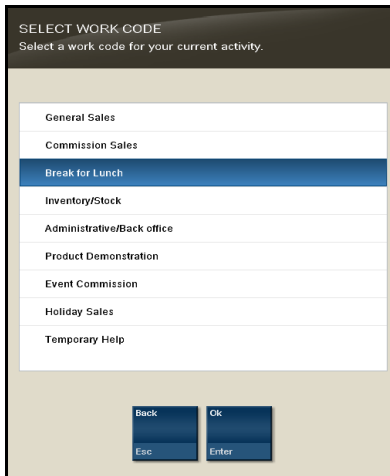 SELECT WORK CODE
Select a work code for your current activity.
General Sales
Commission Sales
Break for Lunch
Inventory/Stock
Administrative/Back office
Product Demonstration
Event Commission
Holiday Sales
Temporary Help
Back Ok
Esc Enter